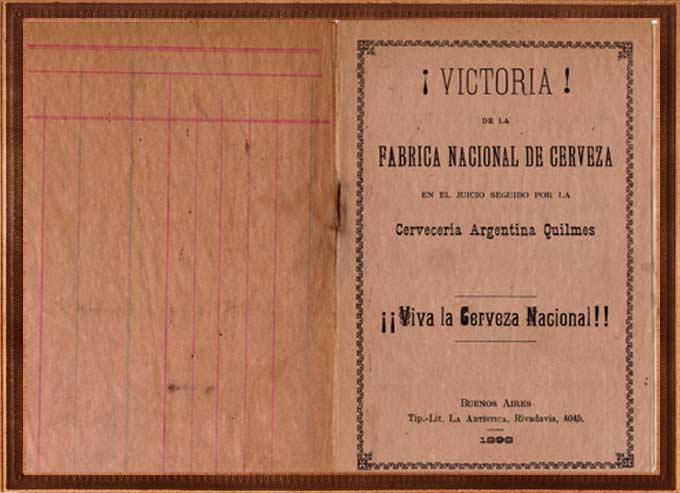 ¡ VICTORIA !
DE LA
FABRICA NACIONAL DE CERVEZA
EN EL JUICIO SEGUIDO POR LA
Cervecería Argentina Quilmes
¡¡Viva la Cerveza Nacional!!
BUENOS AIRES
Tip.-Lit. LA ARTÍSTICA, Rivadavia, 4045.
1898